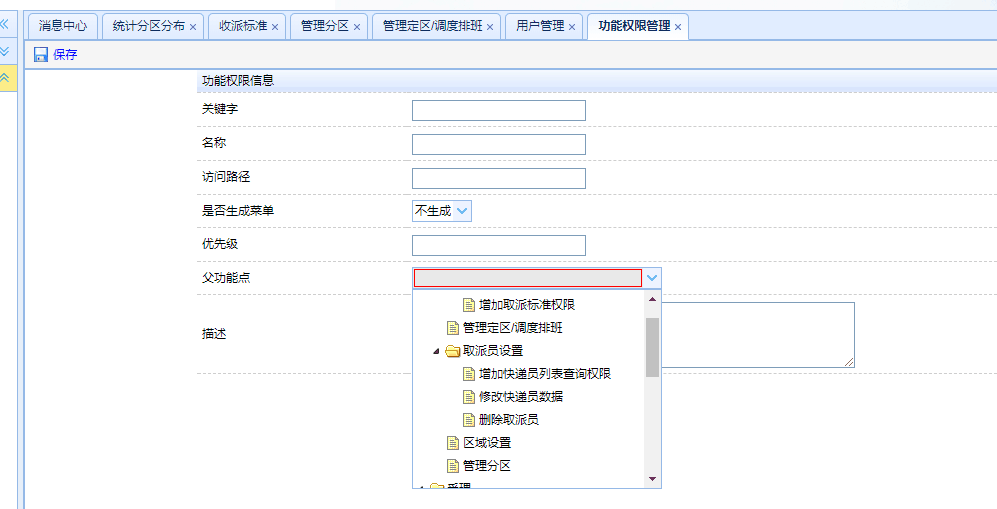 消息中心 统计分区分布 收派标准 管理分区 管理定区/调度排班 用户管理 功能权限管理
保存
功能权限信息
关键字
名称
访问路径
是否生成菜单 不生成
优先级
父功能点
增加取派标准权限
管理定区/调度排班
取派员设置
描述
增加快递员列表查询权限
修改快递员数据
删除取派员
区域设置
管理分区
受理